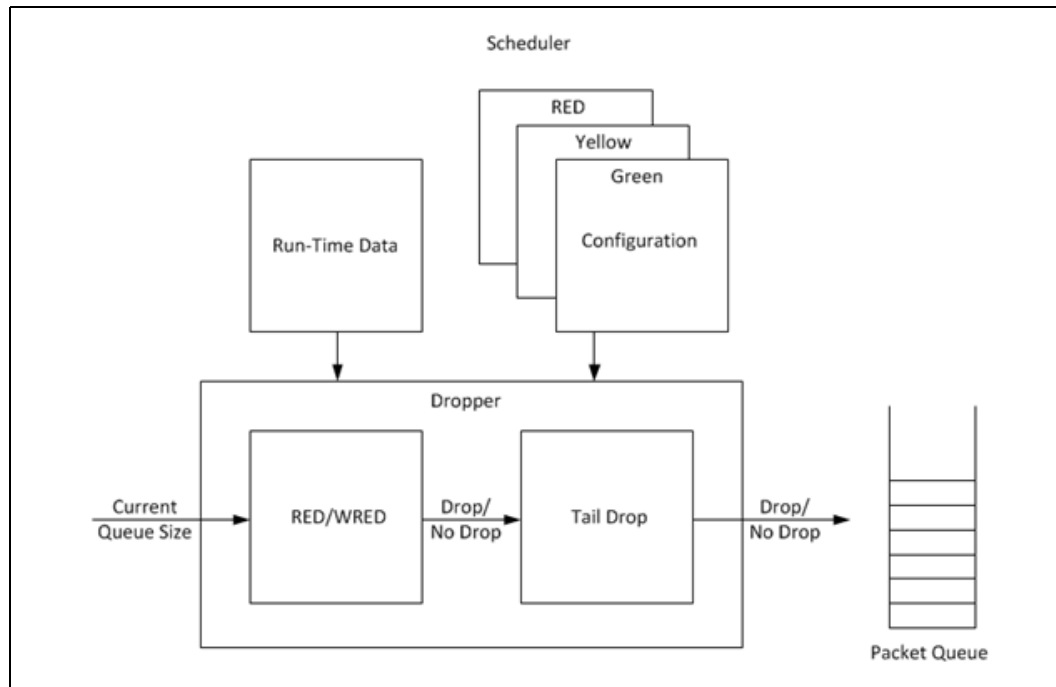 Scheduler
RED
Yellow
Green
Configuration
Run-Time Data
Dropper
Current
Queue Size
RED/WRED
Drop/
No Drop
Tail Drop
Drop/
No Drop
Packet Queue